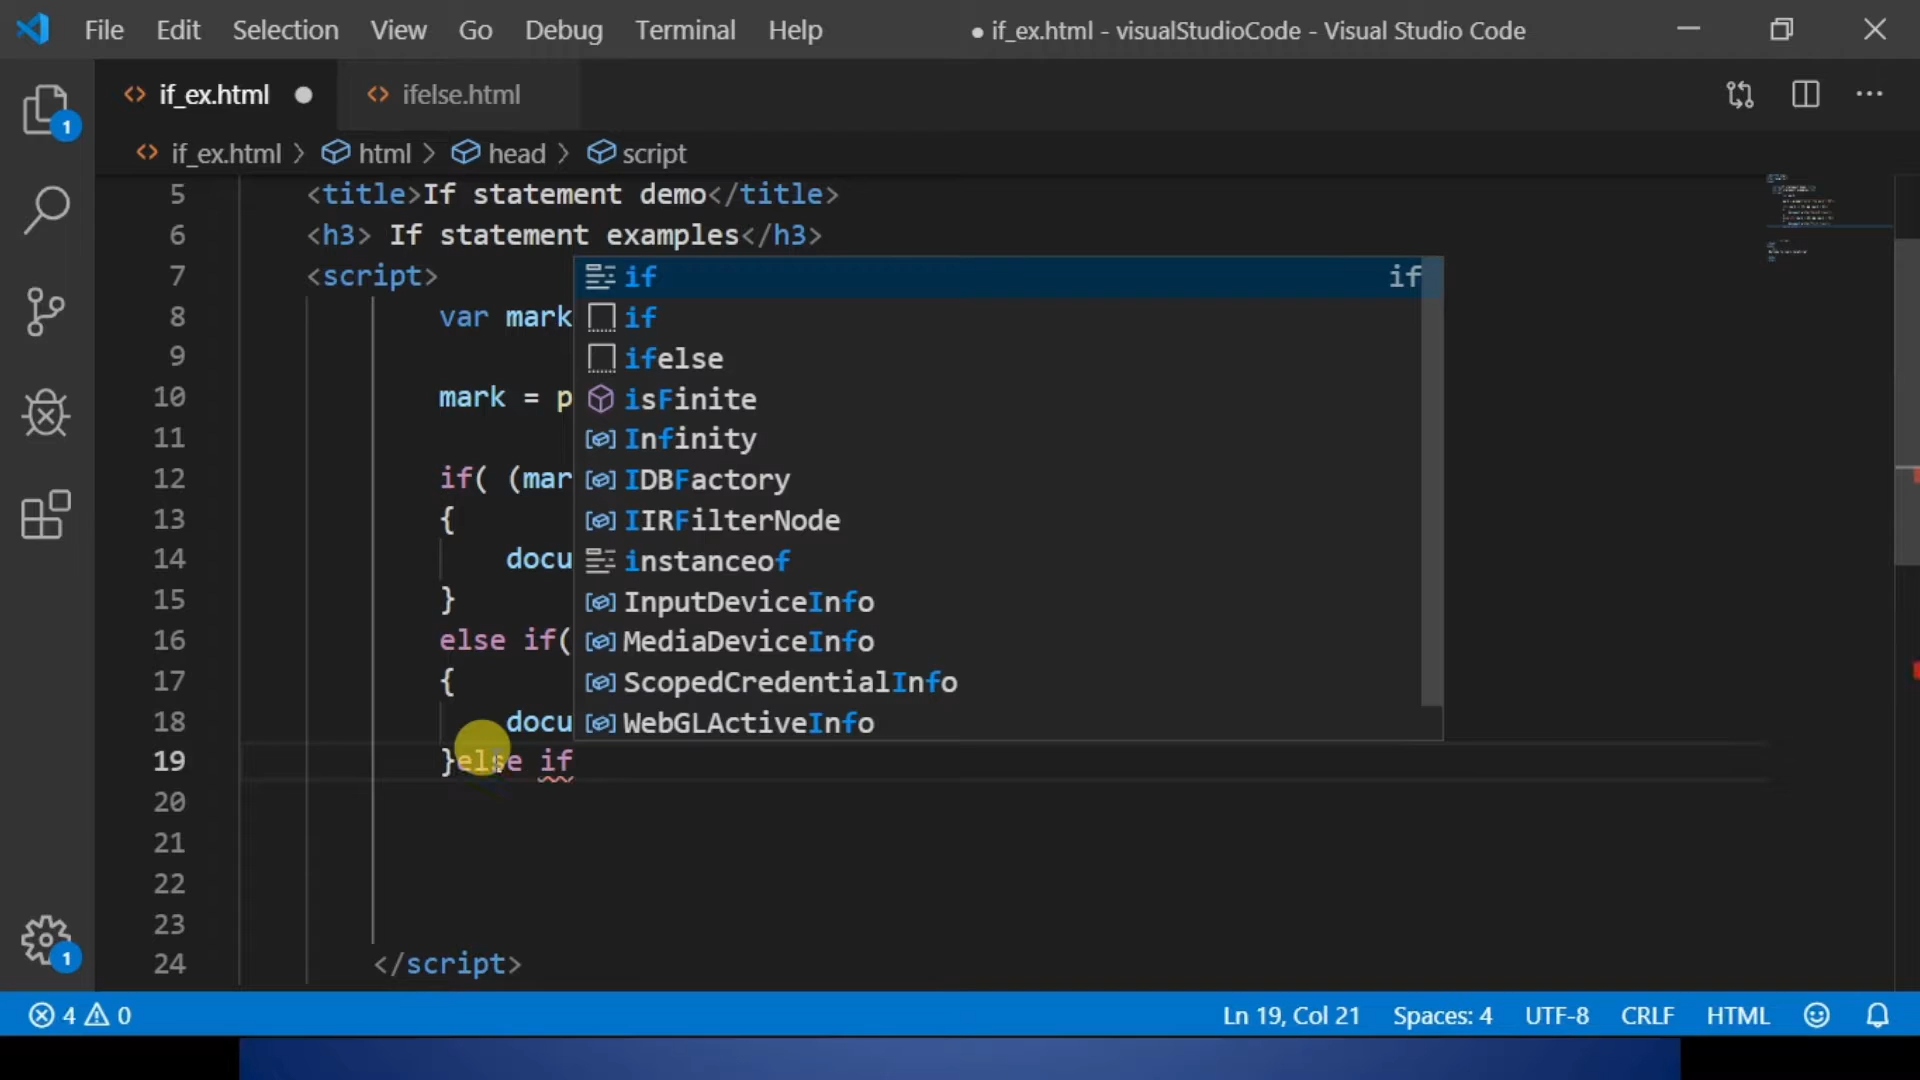 File Edit Selection View Go Debug Terminal Help ● if_ex.html - visualStudioCode - Visual Studio Code
if_ex.html ifelse.html
1
if_ex.html > html > head > script
5 <title>If statement demo</title>
6 <h3> If statement examples</h3>
7 <script>
if if
8 var mark
if
9
ifelse
10 mark = p
isFinite
11
Infinity
12 if( (mar
IDBFactory
13 {
IIRFilterNode
14 docu
instanceof
15 }
InputDeviceInfo
16 else if(
MediaDeviceInfo
17 {
ScopedCredentialInfo
18 docu
WebGLActiveInfo
19 }else if
20
21
22
23
24 </script>
1
4 0 Ln 19, Col 21 Spaces: 4 UTF-8 CRLF HTML